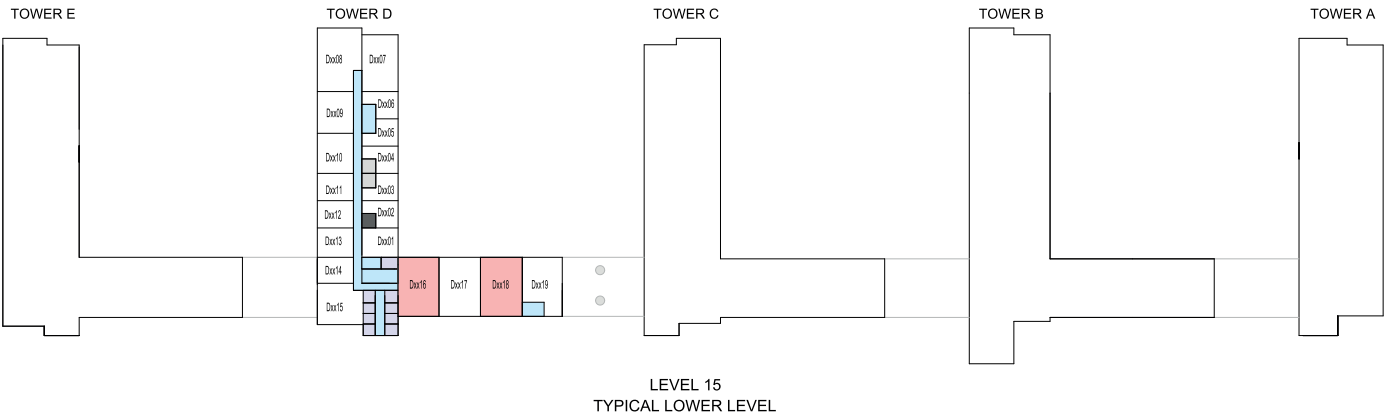 TOWER E
TOWER D
TOWER C
TOWER B
TOWER A
Dxx08
Dxx07
Dxx09
Dxx06
Dxx05
Dxx10
Dxx04
Dxx11
Dxx03
Dxx12
Dxx02
Dxx13
Dxx01
Dxx14
Dxx15
Dxx16
Dxx17
Dxx18
Dxx19
LEVEL 15
TYPICAL LOWER LEVEL